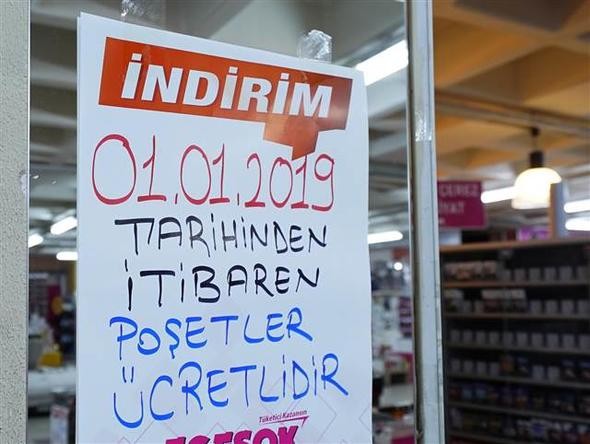 İNDİRİM
01.01.2019
TARİHİNDEN
İTİBAREN
POŞETLER
ÜCRETLİDİR
Tüketici Kazansın